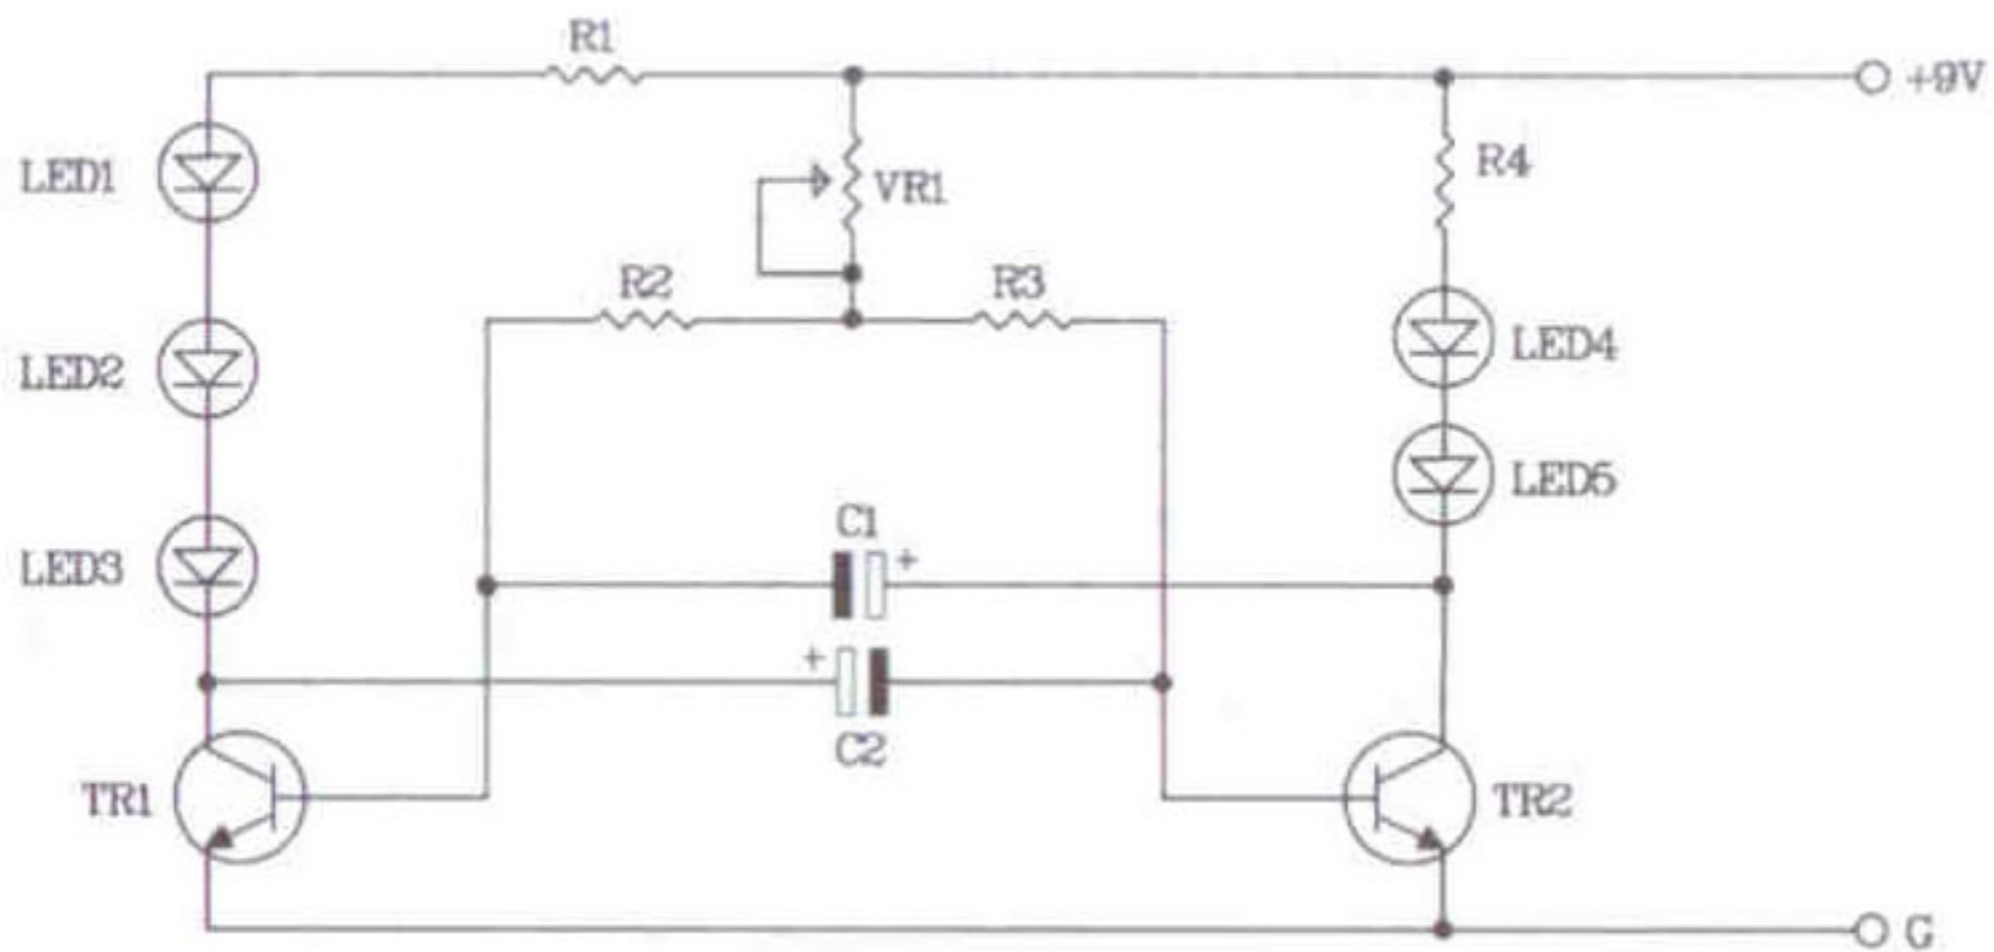 R1
+9V
LED1
VR1
R4
R2
R3
LED2
LED4
LED5
C1
+
LED3
+
C2
TR1
TR2
G